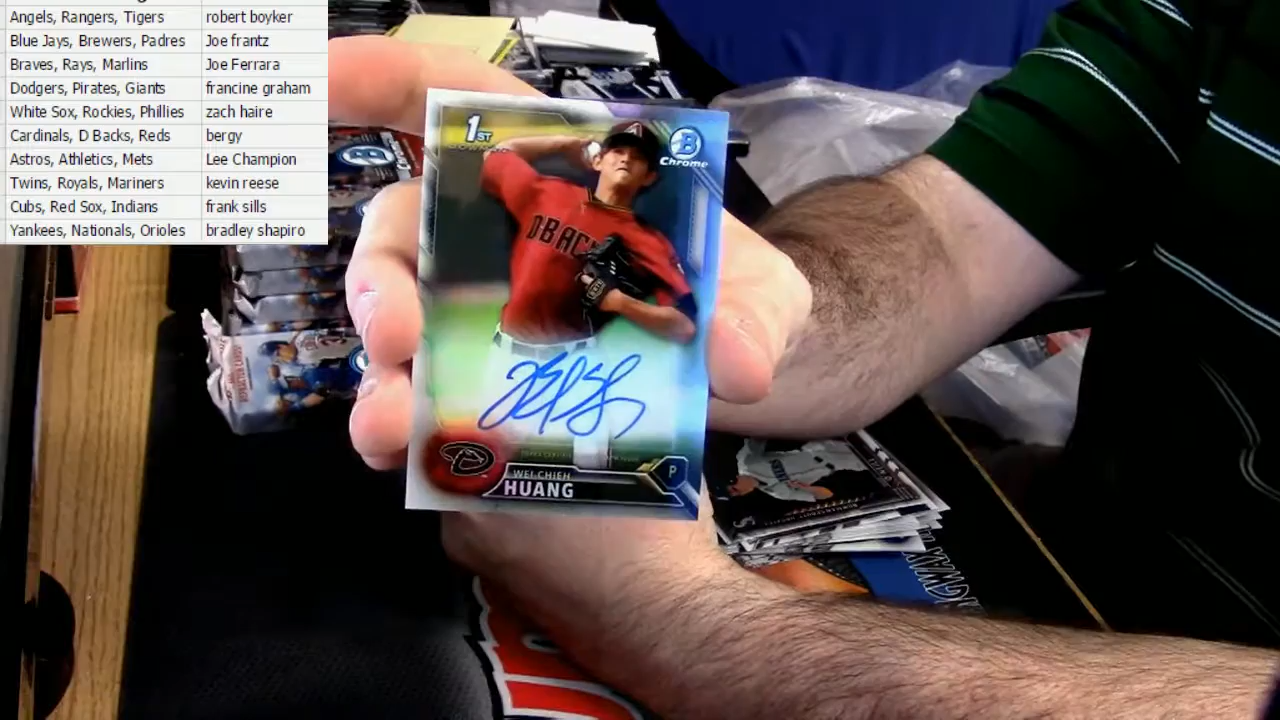 Angels, Rangers, Tigers robert boyker
Blue Jays, Brewers, Padres Joe frantz
Braves, Rays, Marlins Joe Ferrara
Dodgers, Pirates, Giants francine graham
White Sox, Rockies, Phillies zach haire
Cardinals, D Backs, Reds bergy
Astros, Athletics, Mets Lee Champion
Twins, Royals, Mariners kevin reese
Cubs, Red Sox, Indians frank sills
Yankees, Nationals, Orioles bradley shapiro
1ST
B
Chrome
A
DBAC
WEI-CHIEH
HUANG
P